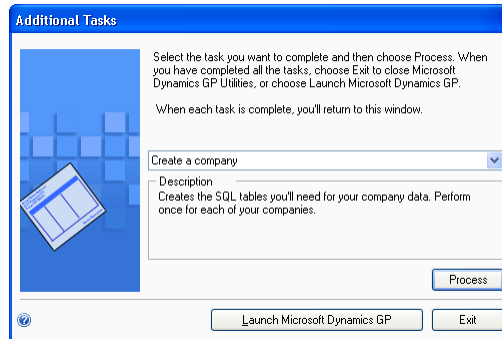 Additional Tasks
Select the task you want to complete and then choose Process. When
you have completed all the tasks, choose Exit to close Microsoft
Dynamics GP Utilities, or choose Launch Microsoft Dynamics GP.
When each task is complete, you'll return to this window.
Create a company
Description
Creates the SQL tables you'll need for your company data. Perform
once for each of your companies.
Process
Launch Microsoft Dynamics GP
Exit